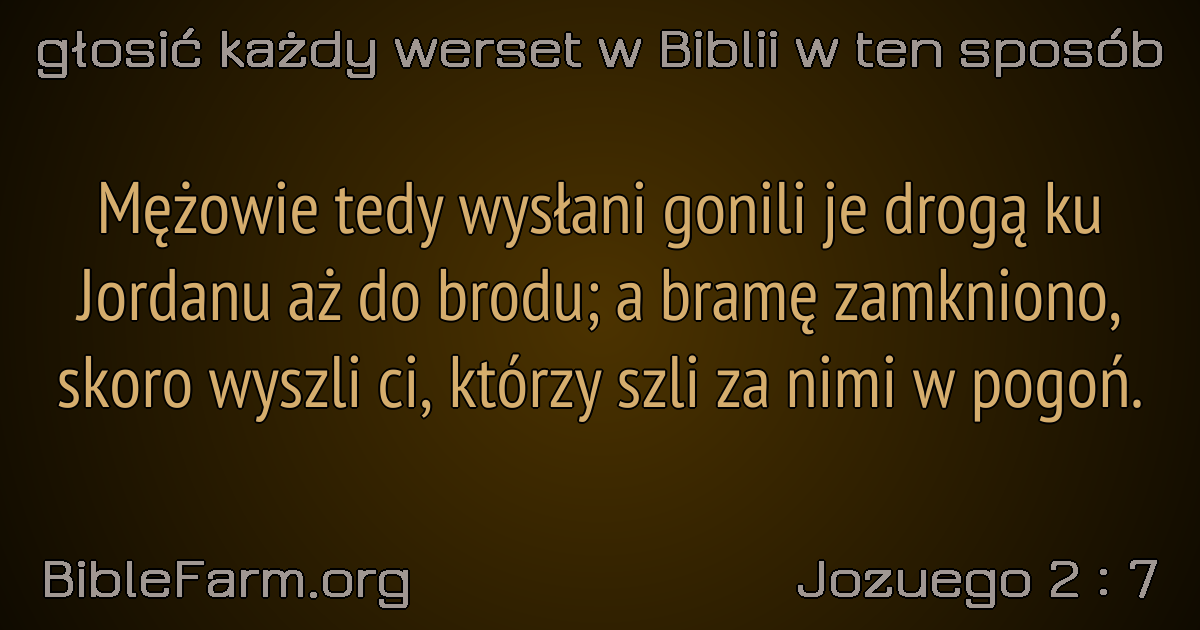 głosić każdy werset w Biblii w ten sposób
Mężowie tedy wysłani gonili je drogą ku
Jordanu aż do brodu; a bramę zamkniono,
skoro wyszli ci, którzy szli za nimi w pogoń.
BibleFarm.org
Jozuego 2 : 7